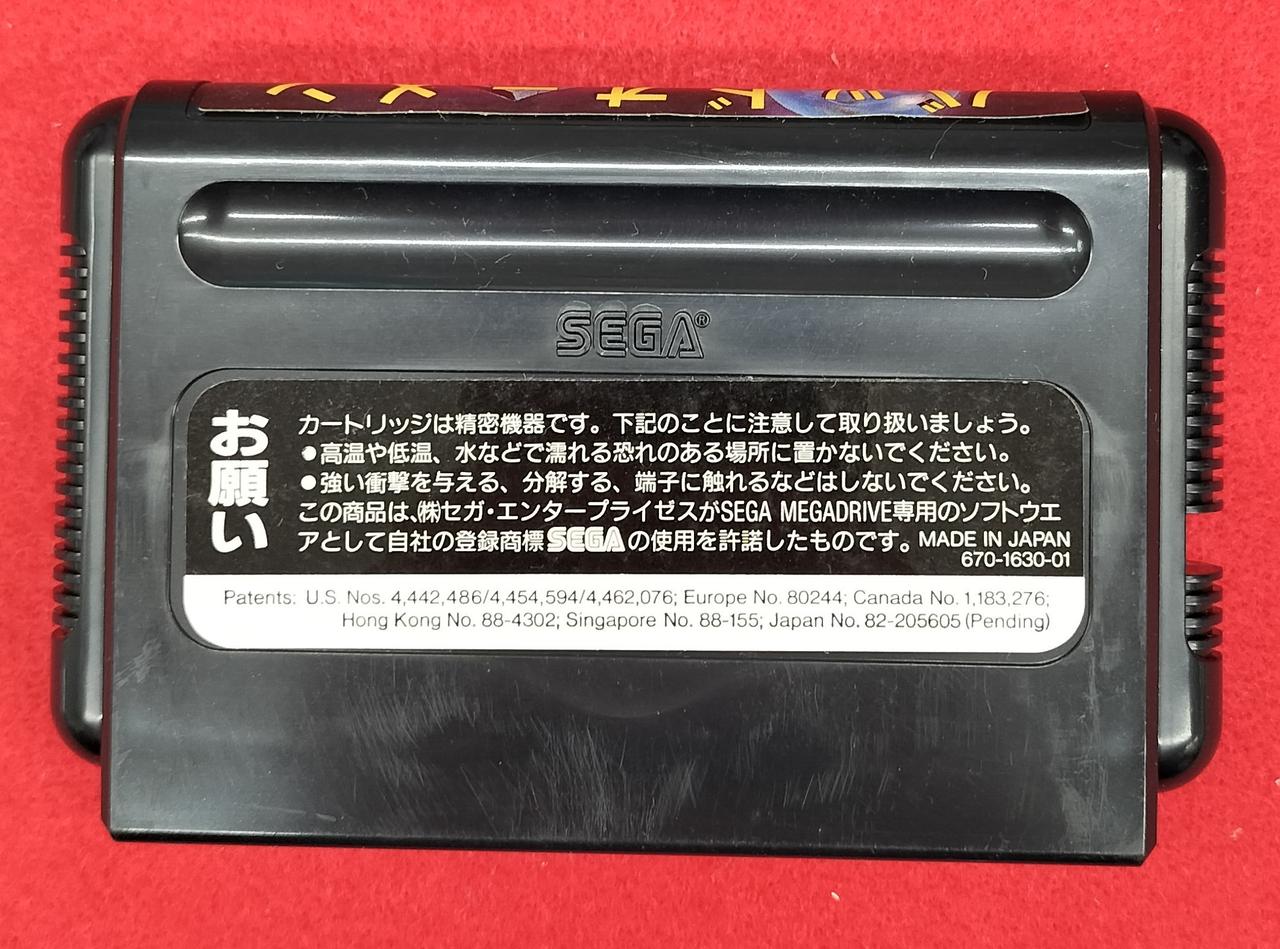 バッドオーメン
SEGA®
お願い
カートリッジは精密機器です。下記のことに注意して取り扱いましょう。
●高温や低温、水などで濡れる恐れのある場所に置かないでください。
●強い衝撃を与える、分解する、端子に触れるなどはしないでください。
この商品は、㈱セガ・エンタープライゼスがSEGA MEGADRIVE専用のソフトウエ
アとして自社の登録商標SEGAの使用を許諾したものです。MADE IN JAPAN
670-1630-01
Patents: U.S. Nos. 4,442,486/4,454,594/4,462,076; Europe No. 80244; Canada No. 1,183,276;
Hong Kong No. 88-4302; Singapore No. 88-155; Japan No. 82-205605 (Pending)